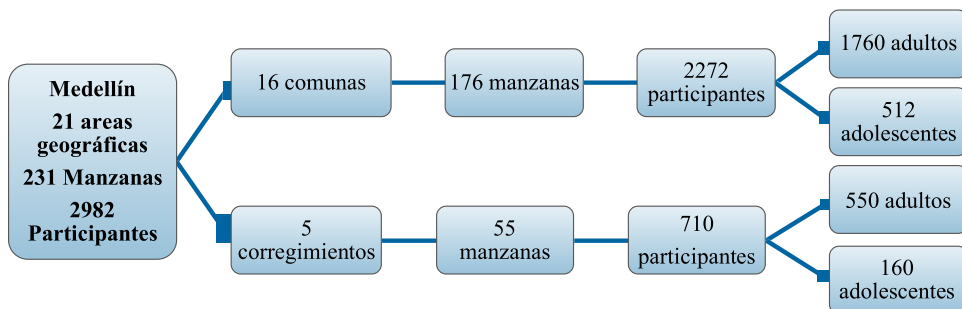 Medellín
21 areas
geográficas
231 Manzanas
2982
Participantes
16 comunas
176 manzanas
2272
participantes
1760 adultos
512
adolescentes
5
corregimientos
55
manzanas
710
participantes
550 adultos
160
adolescentes